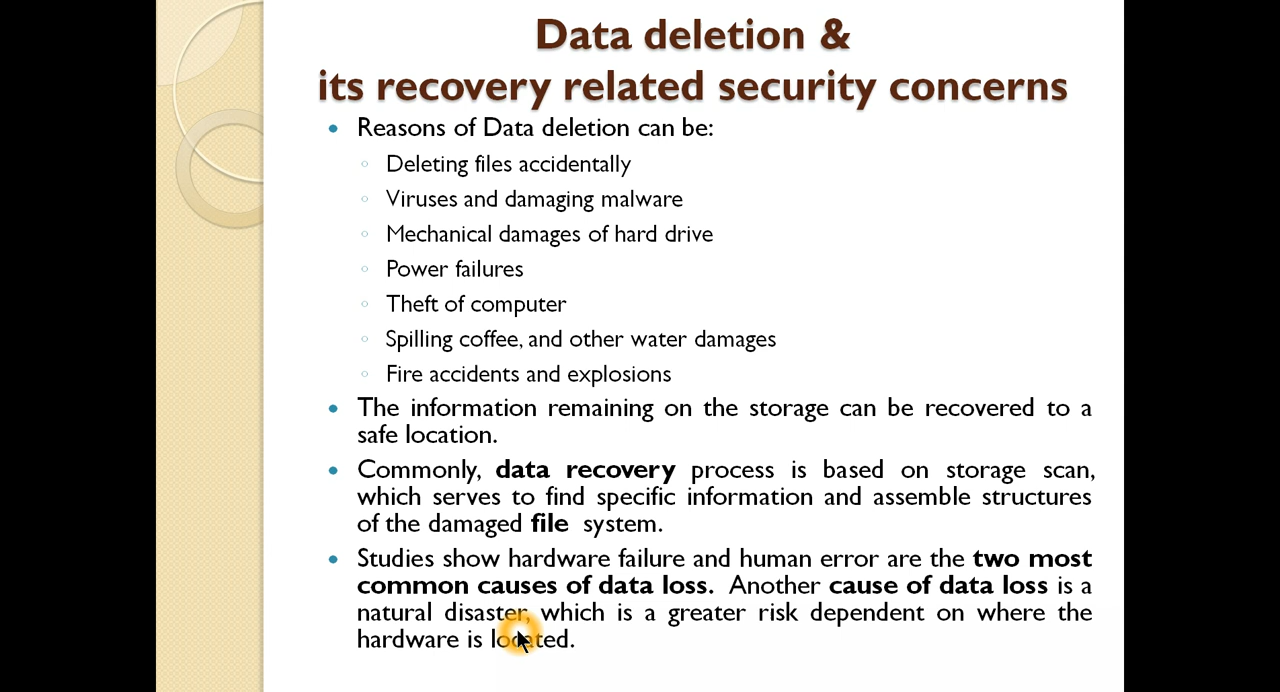 Data deletion &
its recovery related security concerns
• Reasons of Data deletion can be:
◦ Deleting files accidentally
◦ Viruses and damaging malware
◦ Mechanical damages of hard drive
◦ Power failures
◦ Theft of computer
◦ Spilling coffee, and other water damages
◦ Fire accidents and explosions
• The information remaining on the storage can be recovered to a
safe location.
• Commonly, data recovery process is based on storage scan,
which serves to find specific information and assemble structures
of the damaged file system.
• Studies show hardware failure and human error are the two most
common causes of data loss. Another cause of data loss is a
natural disaster, which is a greater risk dependent on where the
hardware is located.